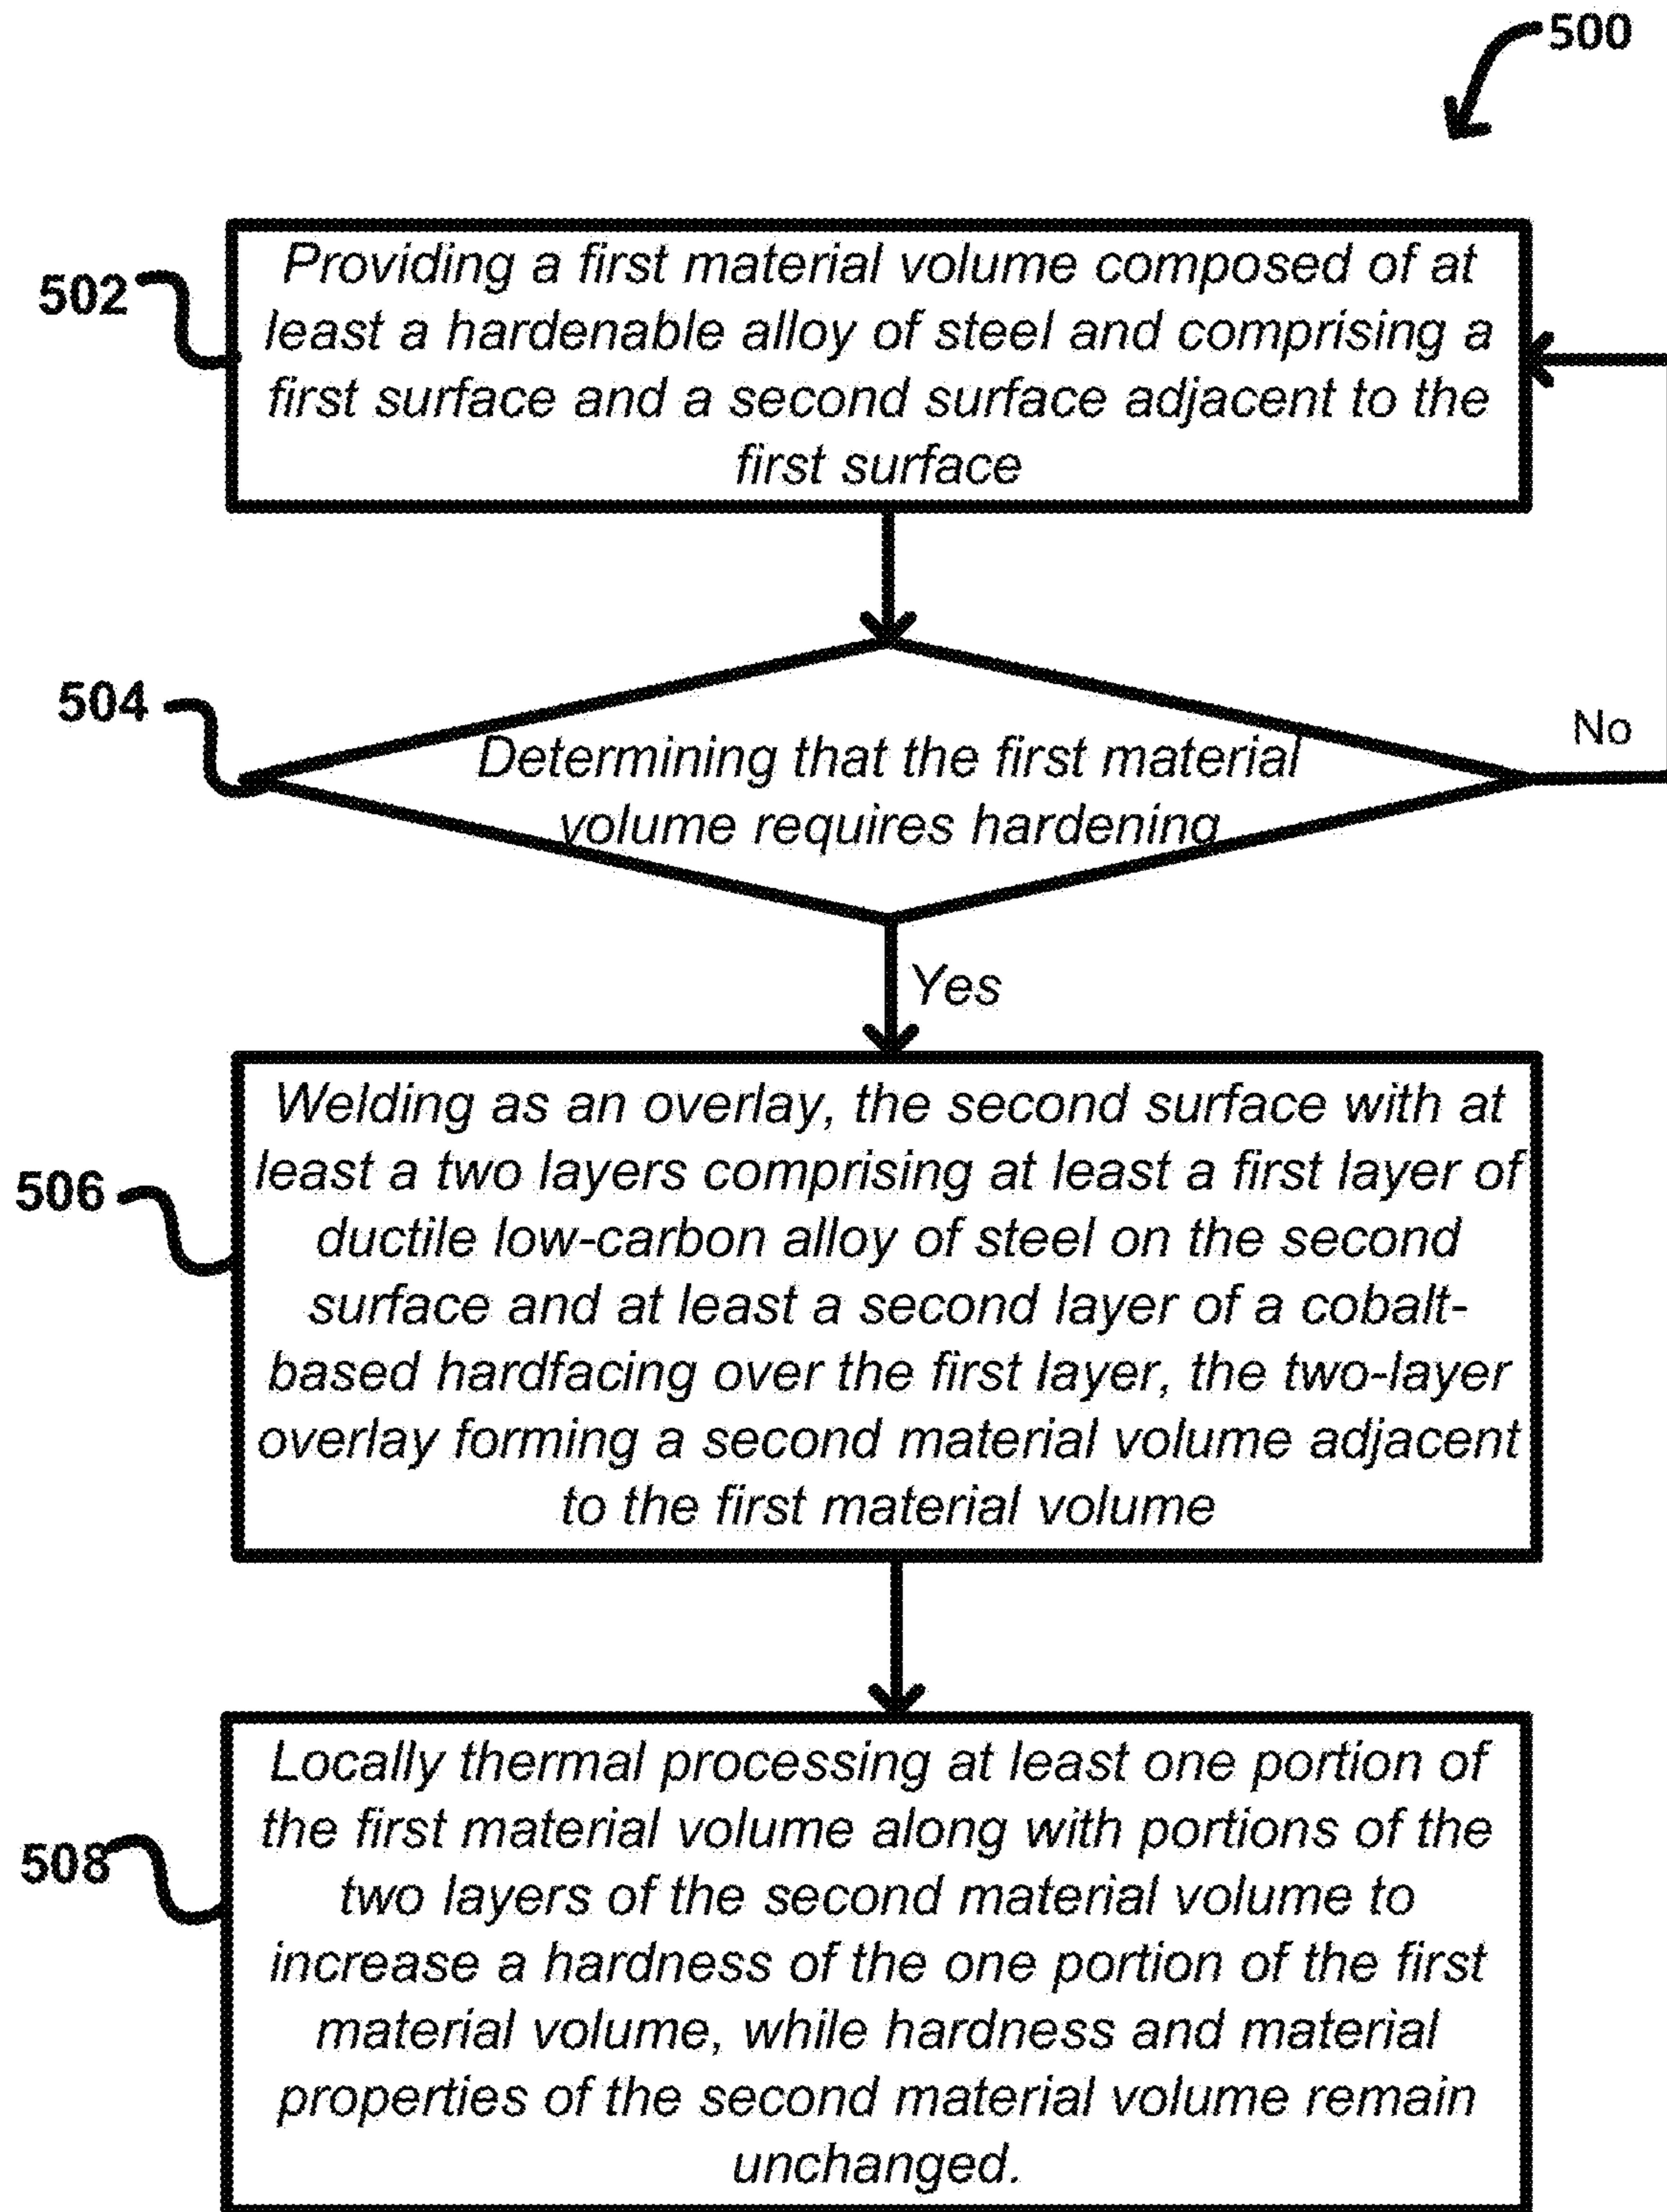 500
502
Providing a first material volume composed of at
least a hardenable alloy of steel and comprising a
first surface and a second surface adjacent to the
first surface
504
No
Determining that the first material
volume requires hardening
Yes
506
Welding as an overlay, the second surface with at
least a two layers comprising at least a first layer of
ductile low-carbon alloy of steel on the second
surface and at least a second layer of a cobalt-
based hardfacing over the first layer, the two-layer
overlay forming a second material volume adjacent
to the first material volume
508
Locally thermal processing at least one portion of
the first material volume along with portions of the
two layers of the second material volume to
increase a hardness of the one portion of the first
material volume, while hardness and material
properties of the second material volume remain
unchanged.